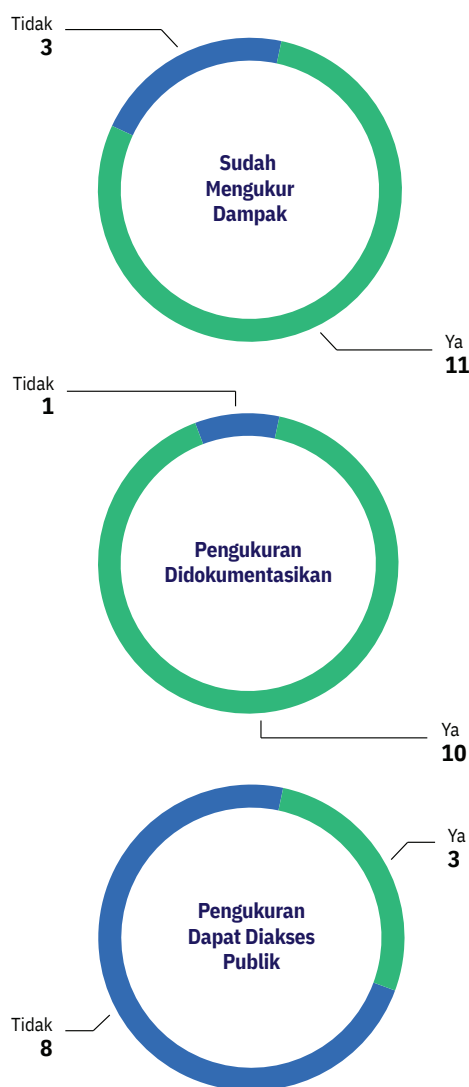 Tidak
3
Sudah
Mengukur
Dampak
Ya
11
Tidak
1
Pengukuran
Didokumentasikan
Ya
10
Ya
3
Pengukuran
Dapat Diakses
Publik
Tidak
8